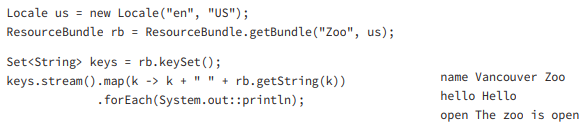 Locale us = new Locale("en", "US");
ResourceBundle rb = ResourceBundle.getBundle("Zoo", us);
Set<String> keys = rb.keySet();
keys.stream().map(k -> k + " " + rb.getString(k))
.forEach(System.out::println);
name Vancouver Zoo
hello Hello
open The zoo is open